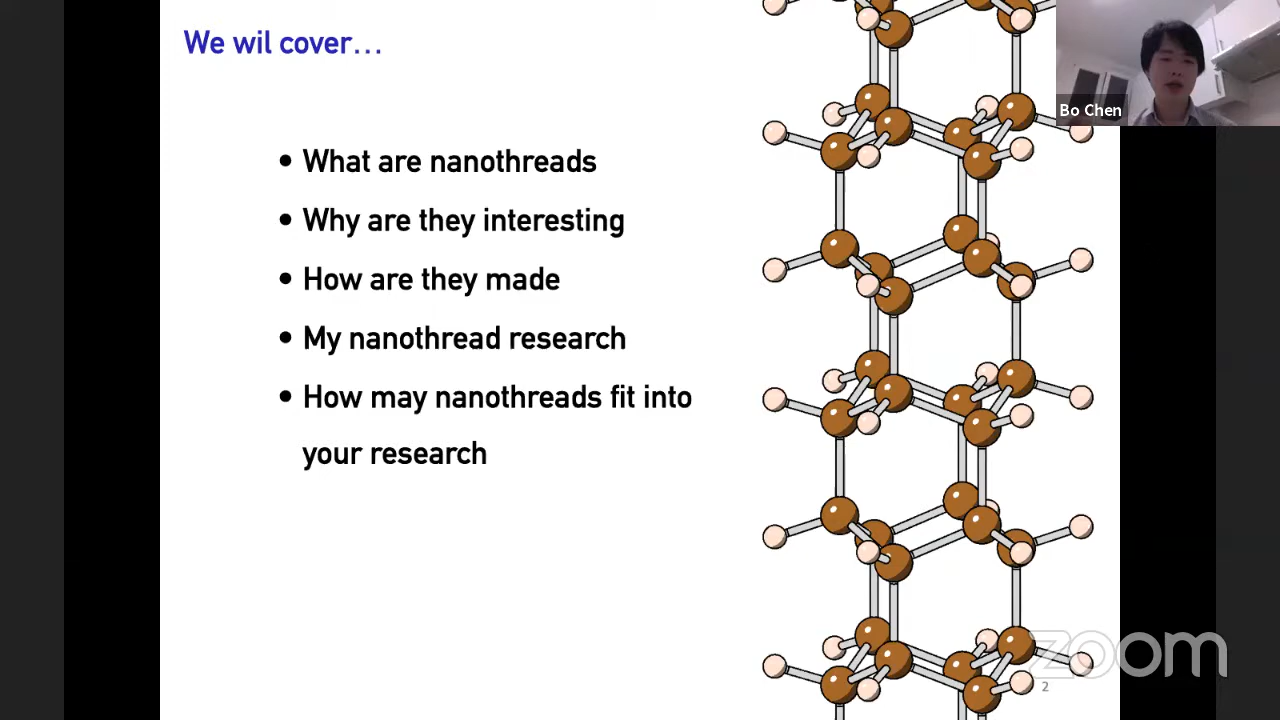 We wil cover...
Bo Chen
• What are nanothreads
• Why are they interesting
• How are they made
• My nanothread research
• How may nanothreads fit into
your research
zoom
2